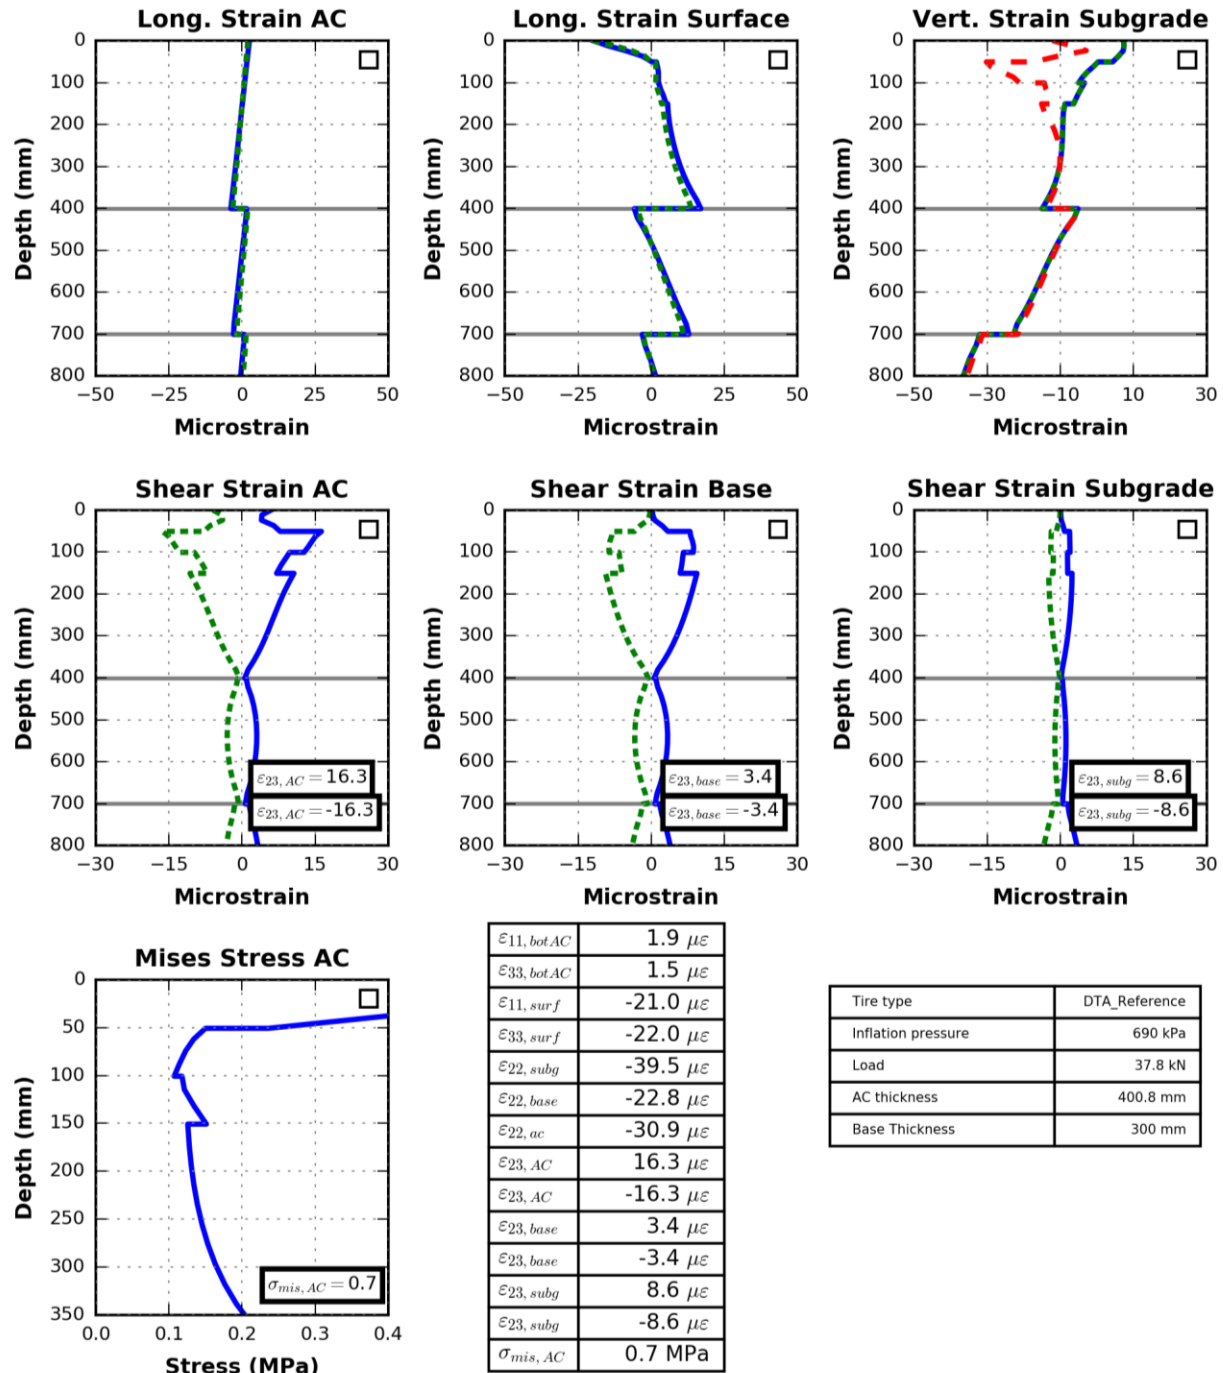 Long. Strain AC
0
100
200
300
400
500
600
700
800
Depth (mm)
−50 −25 0 25 50
Microstrain
Long. Strain Surface
0
100
200
300
400
500
600
700
800
Depth (mm)
−50 −25 0 25 50
Microstrain
Vert. Strain Subgrade
0
100
200
300
400
500
600
700
800
Depth (mm)
−50 −30 −10 10 30
Microstrain
Shear Strain AC
0
100
200
300
400
500
600
700
800
Depth (mm)
ε23, AC = 16.3
ε23, AC = -16.3
−30 −15 0 15 30
Microstrain
Shear Strain Base
0
100
200
300
400
500
600
700
800
Depth (mm)
ε23, base = 3.4
ε23, base = -3.4
−30 −15 0 15 30
Microstrain
Shear Strain Subgrade
0
100
200
300
400
500
600
700
800
Depth (mm)
ε23, subg = 8.6
ε23, subg = -8.6
−30 −15 0 15 30
Microstrain
Mises Stress AC
0
50
100
150
200
250
300
350
Depth (mm)
σmis, AC = 0.7
0.0 0.1 0.2 0.3 0.4
Stress (MPa)
ε11, botAC 1.9 με
ε33, botAC 1.5 με
ε11, surf -21.0 με
ε33, surf -22.0 με
ε22, subg -39.5 με
ε22, base -22.8 με
ε22, ac -30.9 με
ε23, AC 16.3 με
ε23, AC -16.3 με
ε23, base 3.4 με
ε23, base -3.4 με
ε23, subg 8.6 με
ε23, subg -8.6 με
σmis, AC 0.7 MPa
Tire type DTA_Reference
Inflation pressure 690 kPa
Load 37.8 kN
AC thickness 400.8 mm
Base Thickness 300 mm